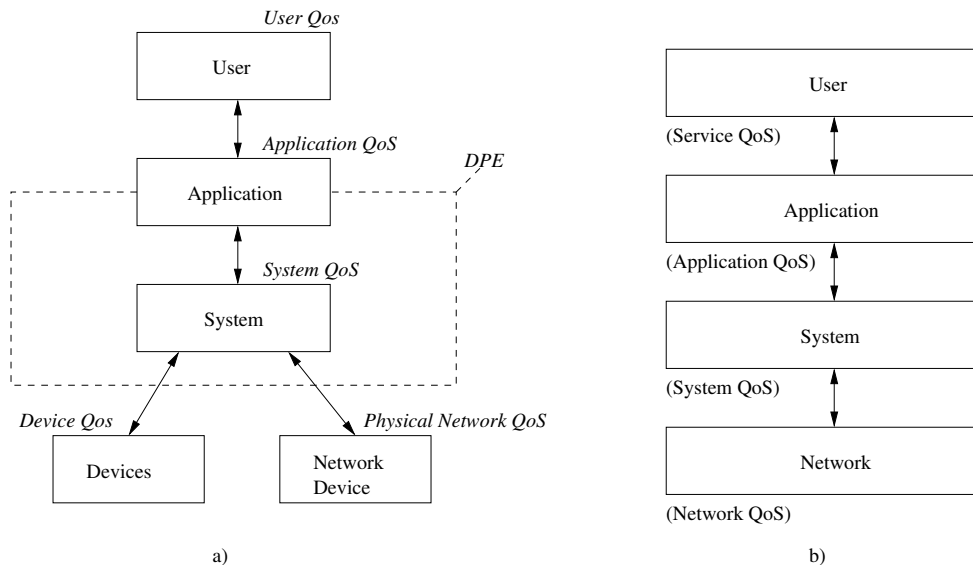 User Qos
User
Application QoS
DPE
Application
System QoS
System
Device Qos
Physical Network QoS
Devices
Network
Device
a)
User
(Service QoS)
Application
(Application QoS)
System
(System QoS)
Network
(Network QoS)
b)